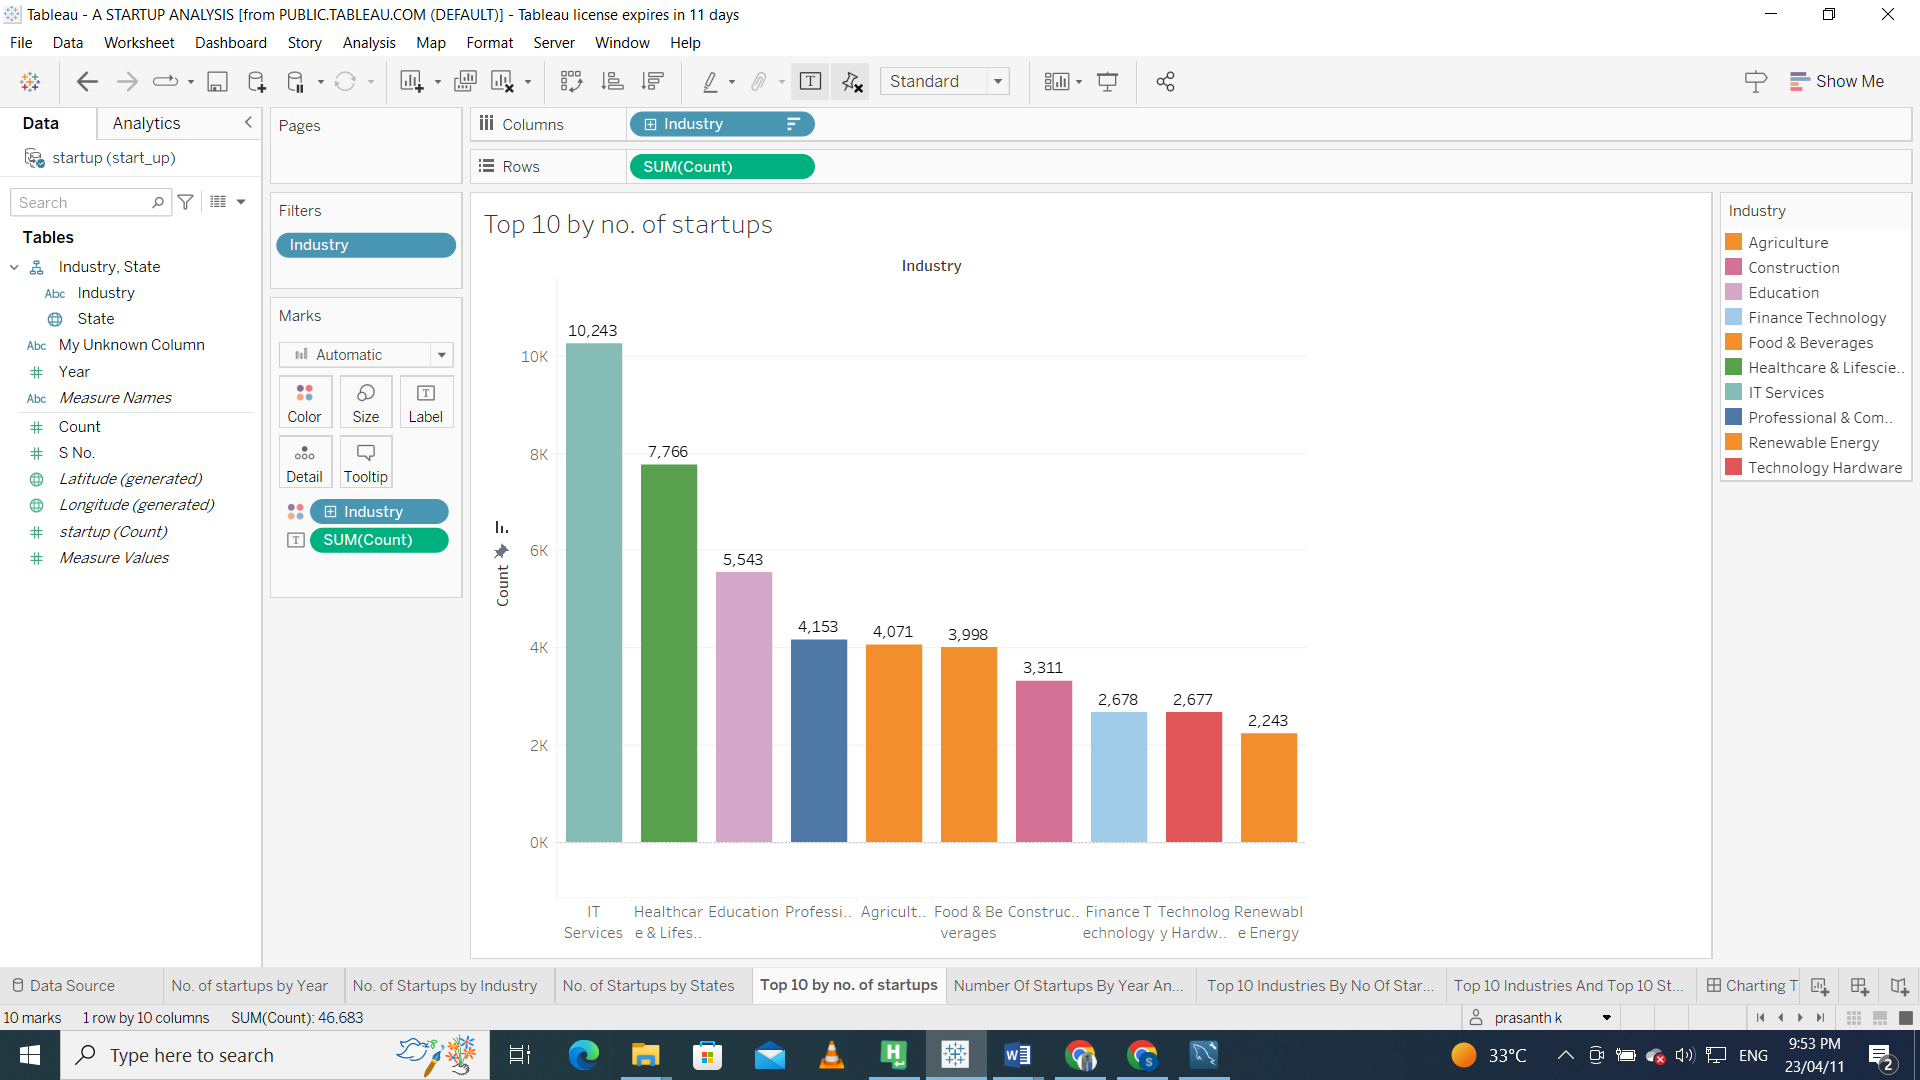 Tableau - A STARTUP ANALYSIS [from PUBLIC.TABLEAU.COM (DEFAULT)] - Tableau license expires in 11 days
File Data Worksheet Dashboard Story Analysis Map Format Server Window Help
Standard
Show Me
Data Analytics
startup (start_up)
Search
Tables
Industry, State
Abc Industry
State
Abc My Unknown Column
Year
Abc Measure Names
Count
S No.
Latitude (generated)
Longitude (generated)
startup (Count)
Measure Values
Pages
Filters
Industry
Marks
Automatic
Color Size Label
Detail Tooltip
Industry
SUM(Count)
Columns Industry
Rows SUM(Count)
Top 10 by no. of startups
Industry
10,243
7,766
5,543
4,153
4,071
3,998
3,311
2,678
2,677
2,243
10K
8K
6K
4K
2K
0K
Count
IT Services
Healthcar e & Lifes..
Education
Professi..
Agricult..
Food & Be verages
Construc..
Finance T echnology
Technolog y Hardw..
Renewabl e Energy
Industry
Agriculture
Construction
Education
Finance Technology
Food & Beverages
Healthcare & Lifescie..
IT Services
Professional & Com..
Renewable Energy
Technology Hardware
Data Source No. of startups by Year No. of Startups by Industry No. of Startups by States Top 10 by no. of startups Number Of Startups By Year An... Top 10 Industries By No Of Star... Top 10 Industries And Top 10 St... Charting T
10 marks 1 row by 10 columns SUM(Count): 46,683
prasanth k
Type here to search
33°C
ENG
9:53 PM
23/04/11
2